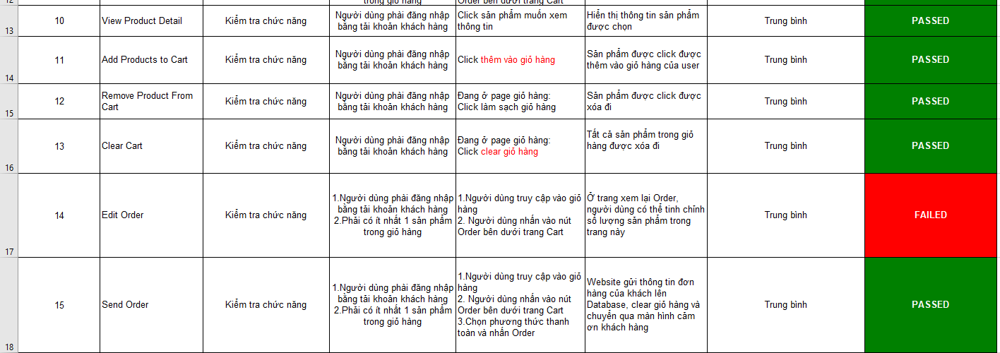 12
trong giỏ hàng
Order bên dưới trang Cart
13
10
View Product Detail
Kiểm tra chức năng
Người dùng phải đăng nhập
bằng tài khoản khách hàng
Click sản phẩm muốn xem
thông tin
Hiển thị thông tin sản phẩm
được chọn
Trung bình
PASSED
14
11
Add Products to Cart
Kiểm tra chức năng
Người dùng phải đăng nhập
bằng tài khoản khách hàng
Click thêm vào giỏ hàng
Sản phẩm được click được
thêm vào giỏ hàng của user
Trung bình
PASSED
15
12
Remove Product From
Cart
Kiểm tra chức năng
Người dùng phải đăng nhập
bằng tài khoản khách hàng
Đang ở page giỏ hàng:
Click làm sạch giỏ hàng
Sản phẩm được click được
xóa đi
Trung bình
PASSED
16
13
Clear Cart
Kiểm tra chức năng
Người dùng phải đăng nhập
bằng tài khoản khách hàng
Đang ở page giỏ hàng:
Click clear giỏ hàng
Tất cả sản phẩm trong giỏ
hàng được xóa đi
Trung bình
PASSED
17
14
Edit Order
Kiểm tra chức năng
1.Người dùng phải đăng nhập
bằng tài khoản khách hàng
2.Phải có ít nhất 1 sản phẩm
trong giỏ hàng
1.Người dùng truy cập vào giỏ
hàng
2. Người dùng nhấn vào nút
Order bên dưới trang Cart
Ở trang xem lại Order,
người dùng có thể tinh chỉnh
số lượng sản phẩm trong
trang này
Trung bình
FAILED
18
15
Send Order
Kiểm tra chức năng
1.Người dùng phải đăng nhập
bằng tài khoản khách hàng
2.Phải có ít nhất 1 sản phẩm
trong giỏ hàng
1.Người dùng truy cập vào giỏ
hàng
2. Người dùng nhấn vào nút
Order bên dưới trang Cart
3.Chọn phương thức thanh
toàn và nhấn Order
Website gửi thông tin đơn
hàng của khách lên
Database, clear giỏ hàng và
chuyển qua màn hình cảm
ơn khách hàng
Trung bình
PASSED